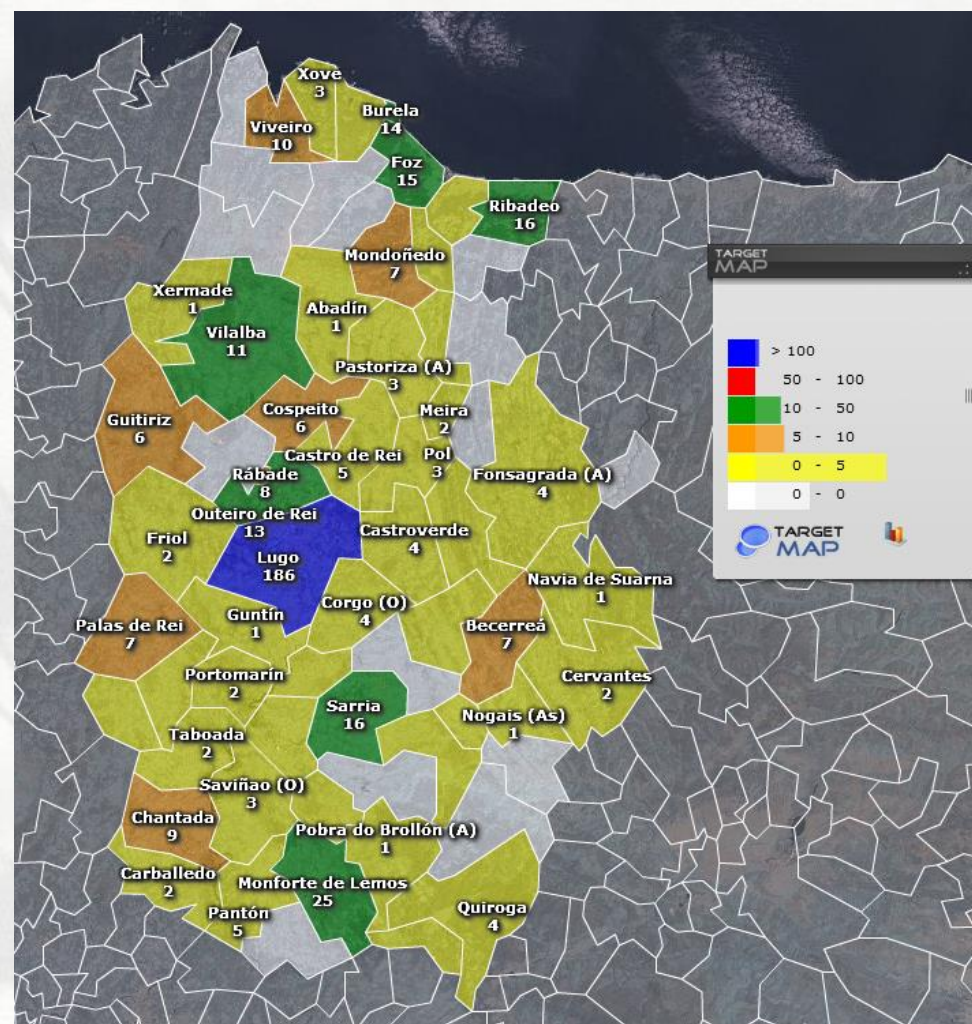 Xove
3
Burela
14
Viveiro
10
Foz
15
Ribadeo
16
Mondoñedo
7
Xermade
1
Abadín
1
Vilalba
11
Pastoriza (A)
3
Guitiriz
6
Cospeito
6
Meira
2
Castro de Rei
5
Pol
3
Rábade
8
Fonsagrada (A)
4
Outeiro de Rei
13
Castroverde
4
Friol
2
Lugo
186
Navia de Suarna
1
Corgo (O)
4
Guntín
1
Palas de Rei
7
Becerreá
7
Portomarín
2
Cervantes
2
Sarria
16
Nogais (As)
1
Taboada
2
Saviñao (O)
3
Chantada
9
Pobra do Brollón (A)
1
Carballedo
2
Monforte de Lemos
25
Pantón
5
Quiroga
4
TARGET
MAP
> 100
50 - 100
10 - 50
5 - 10
0 - 5
0 - 0
TARGET
MAP